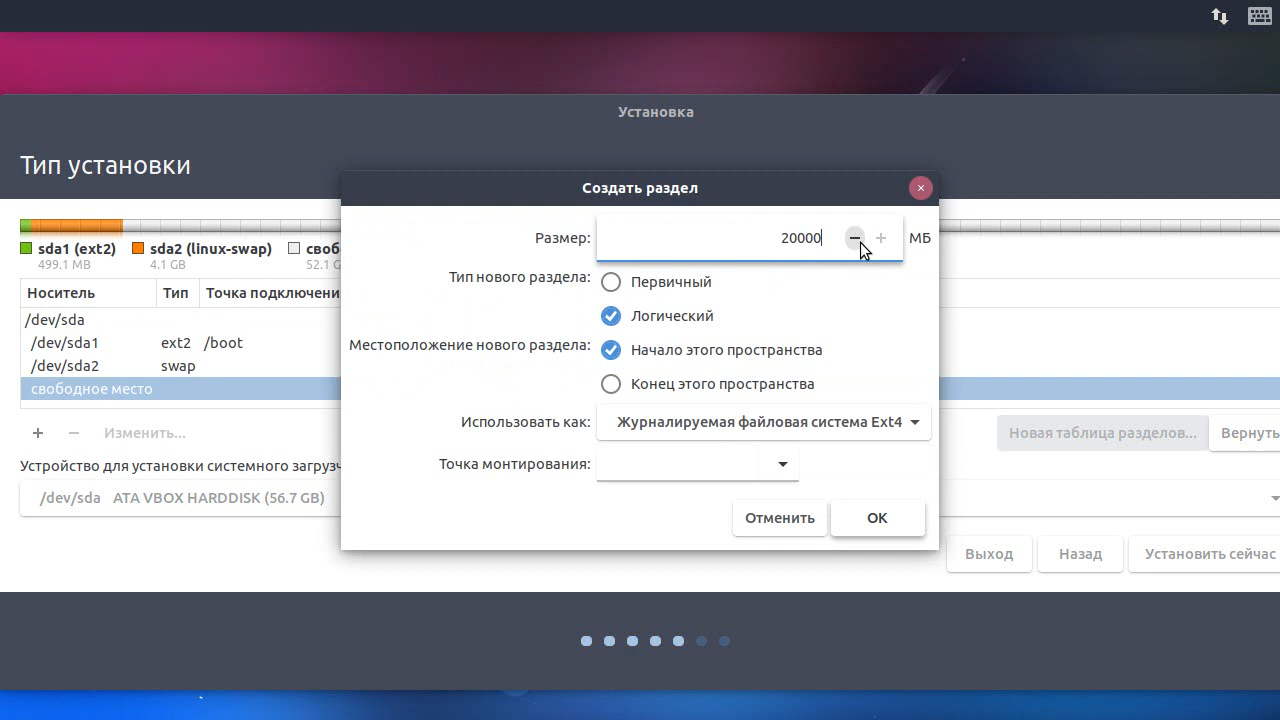 Установка
Тип установки
Создать раздел
Размер: 20000 МБ
Тип нового раздела: Первичный
Логический
Местоположение нового раздела: Начало этого пространства
Конец этого пространства
Использовать как: Журналируемая файловая система Ext4
Точка монтирования:
Отменить OK
sda1 (ext2) sda2 (linux-swap)
499.1 MB 4.1 GB 52.1
Носитель Тип Точка
/dev/sda
/dev/sda1 ext2 /boot
/dev/sda2 swap
свободное место
+ − Изменить... Новая таблица разделов... Вернуть
Устройство для установки системного
/dev/sda ATA VBOX HARDDISK (56.7 GB)
Выход Назад Установить сейчас